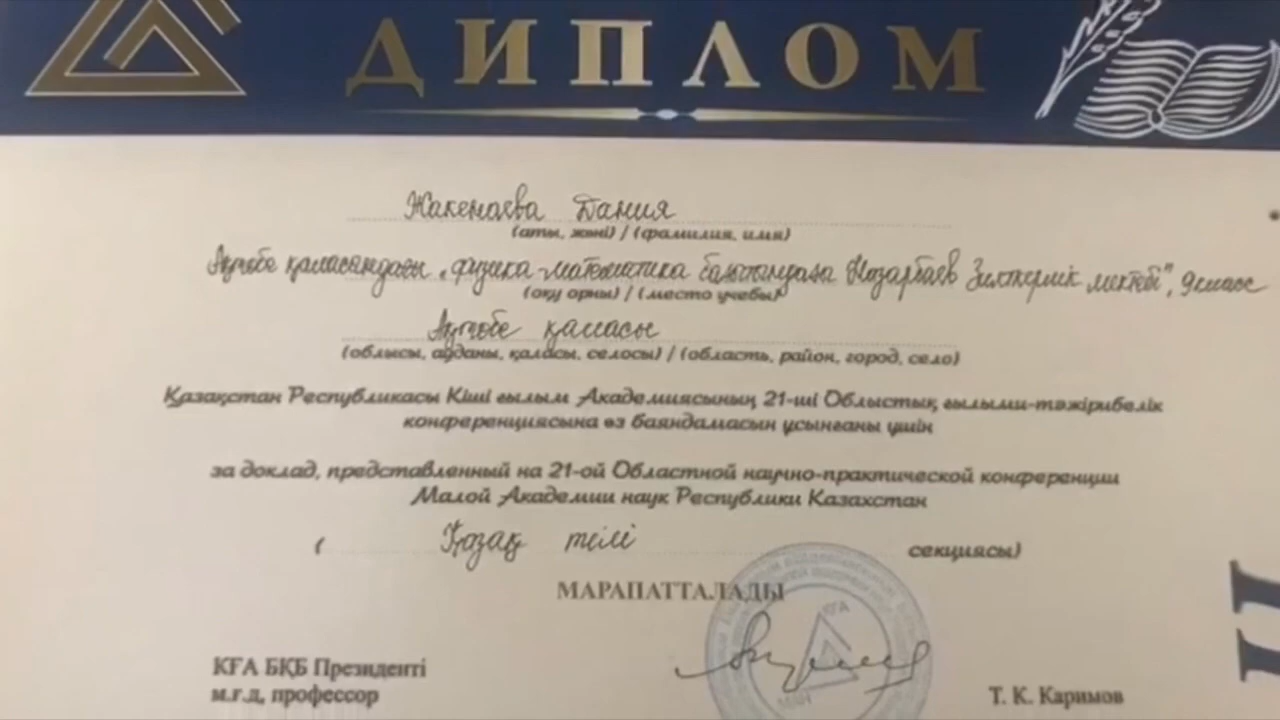 ДИПЛОМ
Жакенаева Дания
(аты, жөні) / (фамилия, имя)
Ақтөбе қаласындағы „физика-математика бағытындағы Назарбаев Зияткерлік мектебі", 9 класс
(оқу орны) / (место учебы)
Ақтөбе қаласы
(облысы, ауданы, қаласы, селосы) / (область, район, город, село)
Қазақстан Республикасы Кіші ғылым Академиясының 21-ші Облыстық ғылыми-тәжірибелік
конференциясына өз баяндамасын ұсынғаны үшін
за доклад, представленный на 21-ой Областной научно-практической конференции
Малой Академии наук Республики Казахстан
( Қазақ тілі секциясы)
МАРАПАТТАЛАДЫ
ҚҒА БҚБ Президенті
м.ғ.д, профессор
Т. К. Каримов
II